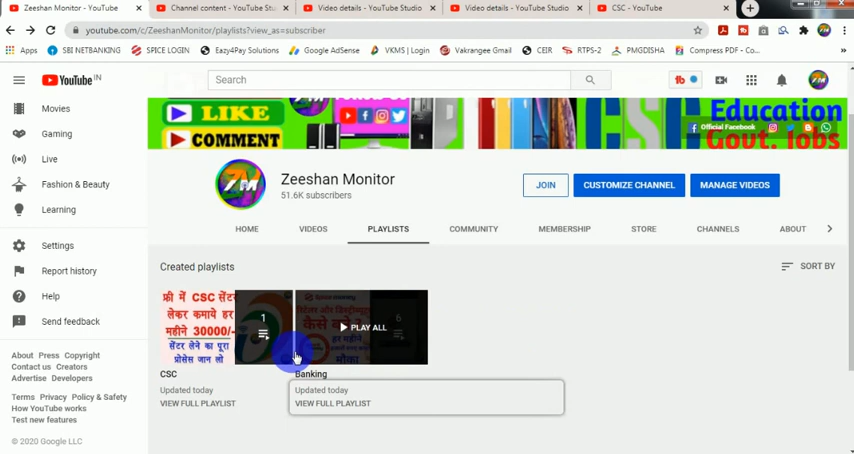 Zeeshan Monitor - YouTube
Channel content - YouTube Stu
Video details - YouTube Studio
Video details - YouTube Studio
CSC - YouTube
youtube.com/c/ZeeshanMonitor/playlists?view_as=subscriber
Apps
SBI NETBANKING
SPICE LOGIN
Eazy4Pay Solution...
Google AdSense
VKMS | Login
Vakrangee Gmail
CEIR
RTPS-2
PMGDISHA
Compress PDF - Co...
YouTube IN
Search
Movies
Gaming
Live
Fashion & Beauty
Learning
Settings
Report history
Help
Send feedback
About Press Copyright
Contact us Creators
Advertise Developers
Terms Privacy Policy & Safety
How YouTube works
Test new features
© 2020 Google LLC
LIKE
COMMENT
CSC
Education
Official Facebook
Govt. Jobs
ZM
Zeeshan Monitor
51.6K subscribers
JOIN
CUSTOMIZE CHANNEL
MANAGE VIDEOS
HOME
VIDEOS
PLAYLISTS
COMMUNITY
MEMBERSHIP
STORE
CHANNELS
ABOUT
Created playlists
SORT BY
फ्री में CSC सेंटर
लेकर कमाये हर
महीने 30000/-
सेंटर लेने का पूरा
प्रोसेस जान लो
1
PLAY ALL
6
कैसे बने ?
मौका
CSC
Updated today
VIEW FULL PLAYLIST
Banking
Updated today
VIEW FULL PLAYLIST